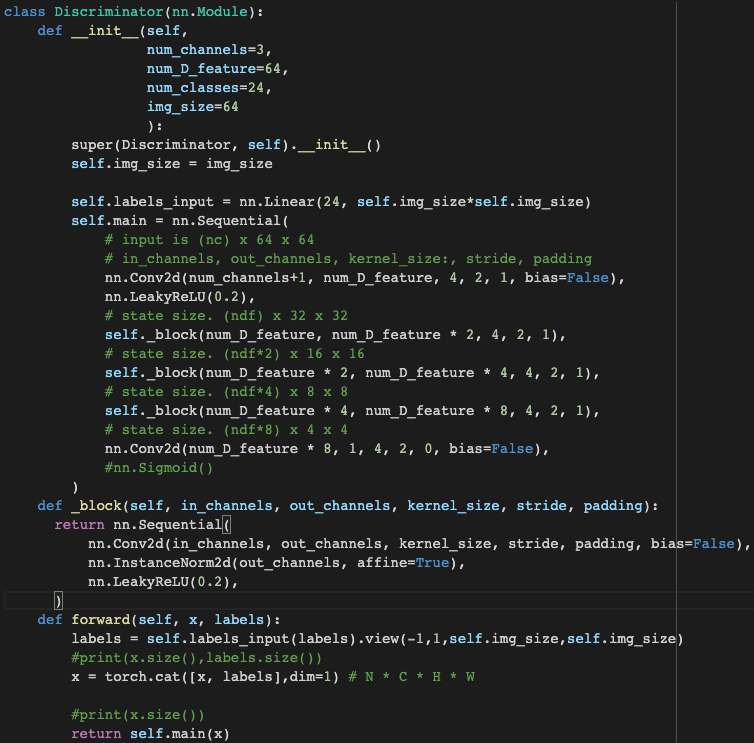 class Discriminator(nn.Module):
    def __init__(self,
                 num_channels=3,
                 num_D_feature=64,
                 num_classes=24,
                 img_size=64
                 ):
        super(Discriminator, self).__init__()
        self.img_size = img_size

        self.labels_input = nn.Linear(24, self.img_size*self.img_size)
        self.main = nn.Sequential(
            # input is (nc) x 64 x 64
            # in_channels, out_channels, kernel_size:, stride, padding
            nn.Conv2d(num_channels+1, num_D_feature, 4, 2, 1, bias=False),
            nn.LeakyReLU(0.2),
            # state size. (ndf) x 32 x 32
            self._block(num_D_feature, num_D_feature * 2, 4, 2, 1),
            # state size. (ndf*2) x 16 x 16
            self._block(num_D_feature * 2, num_D_feature * 4, 4, 2, 1),
            # state size. (ndf*4) x 8 x 8
            self._block(num_D_feature * 4, num_D_feature * 8, 4, 2, 1),
            # state size. (ndf*8) x 4 x 4
            nn.Conv2d(num_D_feature * 8, 1, 4, 2, 0, bias=False),
            #nn.Sigmoid()
        )
    def _block(self, in_channels, out_channels, kernel_size, stride, padding):
      return nn.Sequential(
          nn.Conv2d(in_channels, out_channels, kernel_size, stride, padding, bias=False),
          nn.InstanceNorm2d(out_channels, affine=True),
          nn.LeakyReLU(0.2),
      )
    def forward(self, x, labels):
        labels = self.labels_input(labels).view(-1,1,self.img_size,self.img_size)
        #print(x.size(),labels.size())
        x = torch.cat([x, labels],dim=1) # N * C * H * W

        #print(x.size())
        return self.main(x)